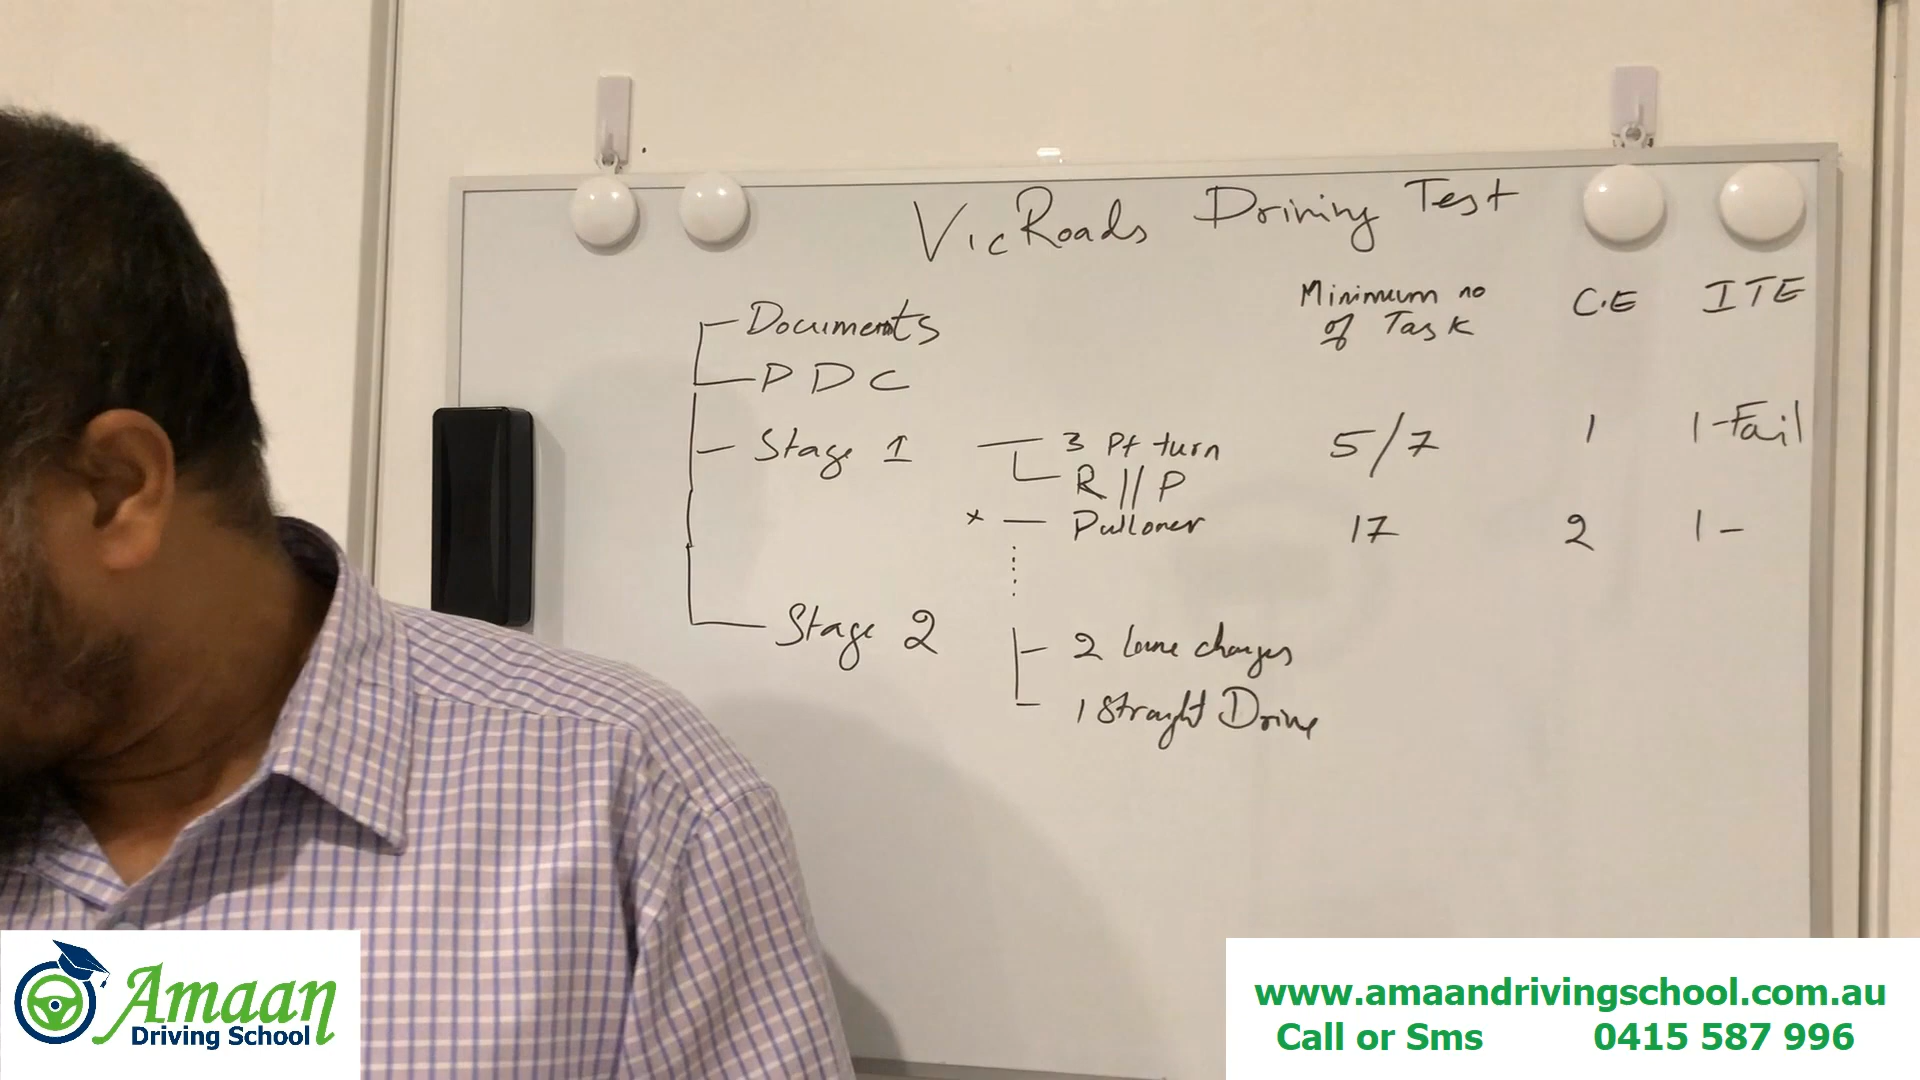 VicRoads Driving Test
Minimum no of Task
C.E
ITE
Documents
P D C
Stage 1
3 Pt turn
5/7
1
1-Fail
R || P
* Pullover
17
2
1 -
Stage 2
2 lane changes
1 Straight Drive
Amaan
Driving School
www.amaandrivingschool.com.au
Call or Sms 0415 587 996